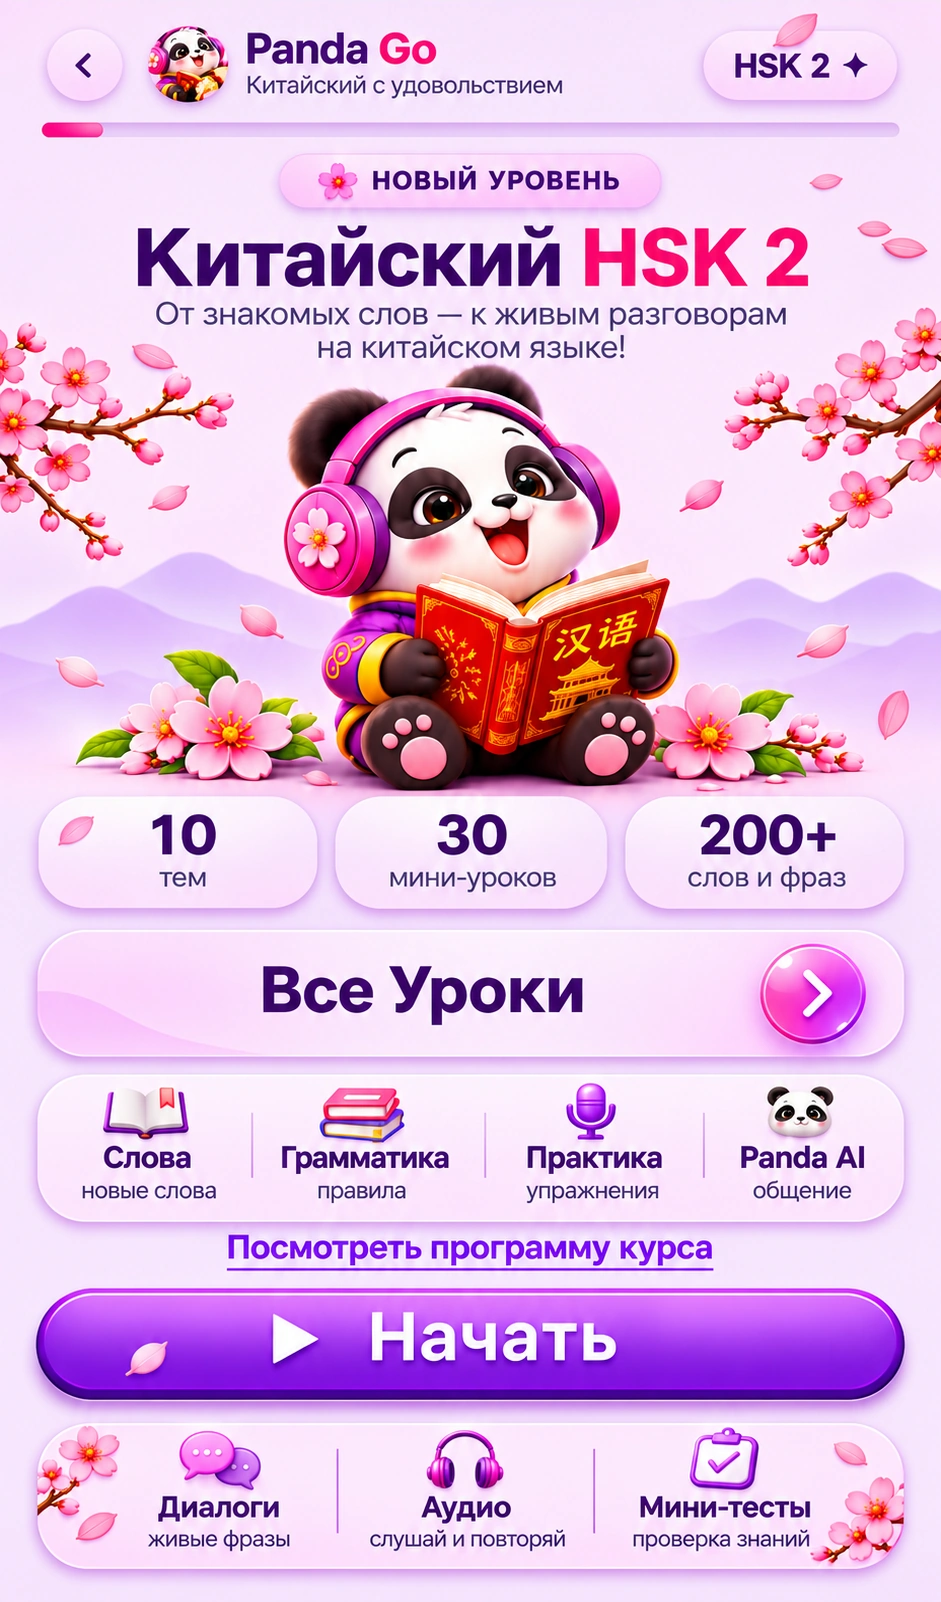 Panda Go
Китайский с удовольствием
HSK 2
НОВЫЙ УРОВЕНЬ
Китайский HSK 2
От знакомых слов — к живым разговорам
на китайском языке!
汉语
10
тем
30
мини-уроков
200+
слов и фраз
Все Уроки
Слова
новые слова
Грамматика
правила
Практика
упражнения
Panda AI
общение
Посмотреть программу курса
Начать
Диалоги
живые фразы
Аудио
слушай и повторяй
Мини-тесты
проверка знаний